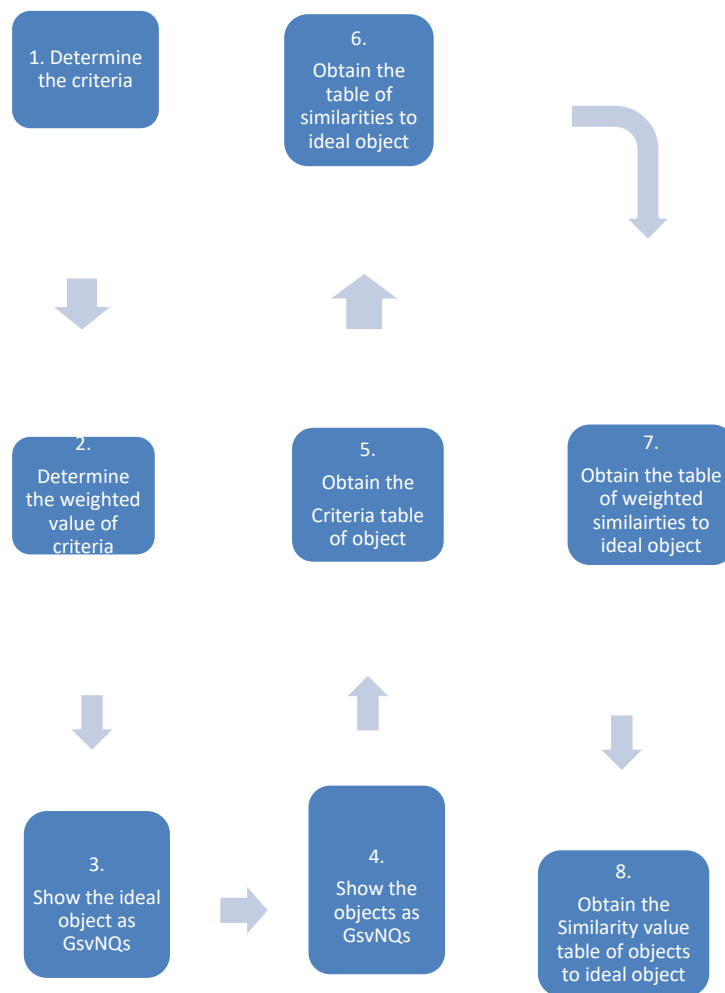 1. Determine
the criteria
2.
Determine
the weighted
value of
criteria
3.
Show the ideal
object as
GsvNQs
4.
Show the
objects as
GsvNQs
5.
Obtain the
Criteria table
of object
6.
Obtain the
table of
similarities to
ideal object
7.
Obtain the table
of weighted
similairties to
ideal object
8.
Obtain the
Similarity value
table of objects
to ideal object